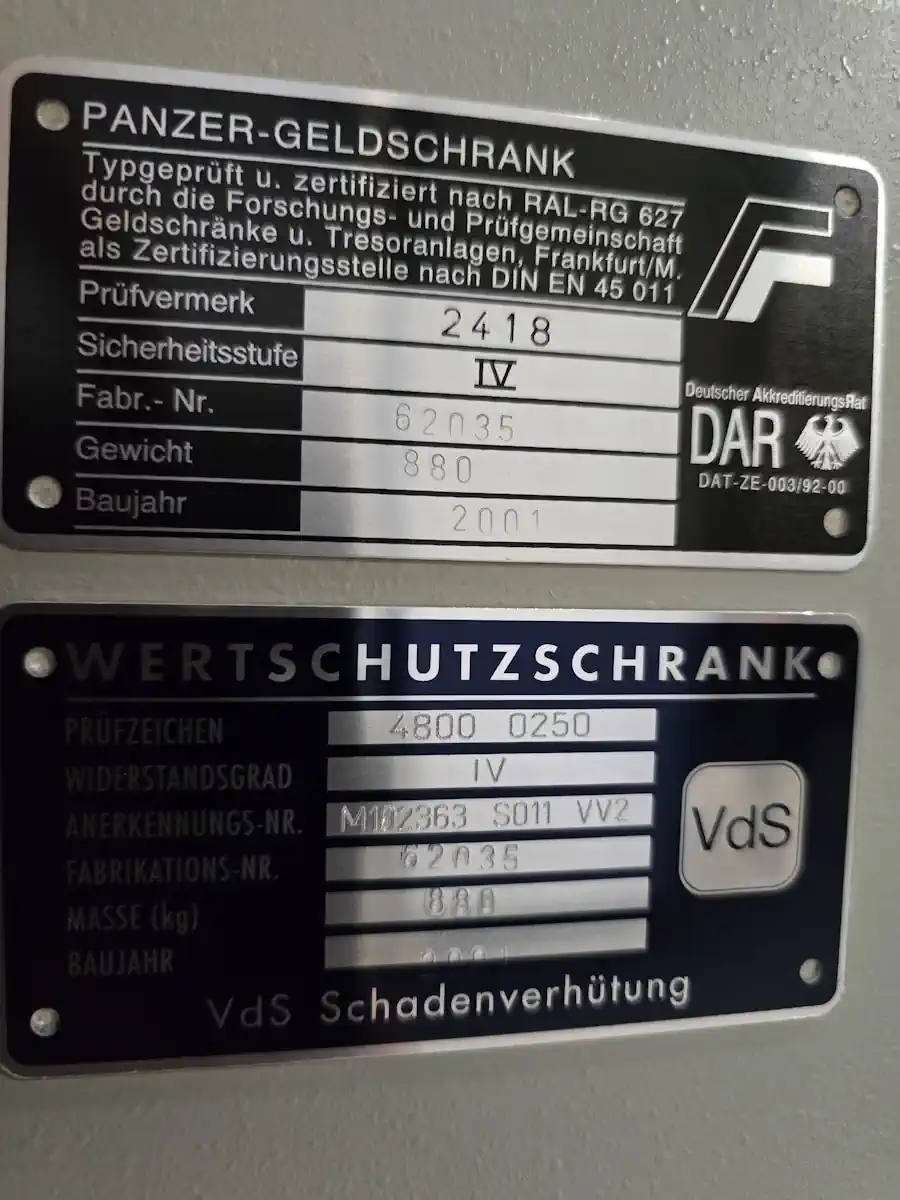 PANZER-GELDSCHRANK
Typgeprüft u. zertifiziert nach RAL-RG 627
durch die Forschungs- und Prüfgemeinschaft
Geldschränke u. Tresoranlagen, Frankfurt/M.
als Zertifizierungsstelle nach DIN EN 45 011
Prüfvermerk 2418
Sicherheitsstufe IV
Fabr.- Nr. 62035
Gewicht 880
Baujahr 2001
Deutscher AkkreditierungsRat
DAR
DAT-ZE-003/92-00
WERTSCHUTZSCHRANK
PRÜFZEICHEN 4800 0250
WIDERSTANDSGRAD IV
ANERKENNUNGS-NR. M102363 S011 VV2
FABRIKATIONS-NR. 62035
MASSE (kg) 880
BAUJAHR 2001
VdS
VdS Schadenverhütung